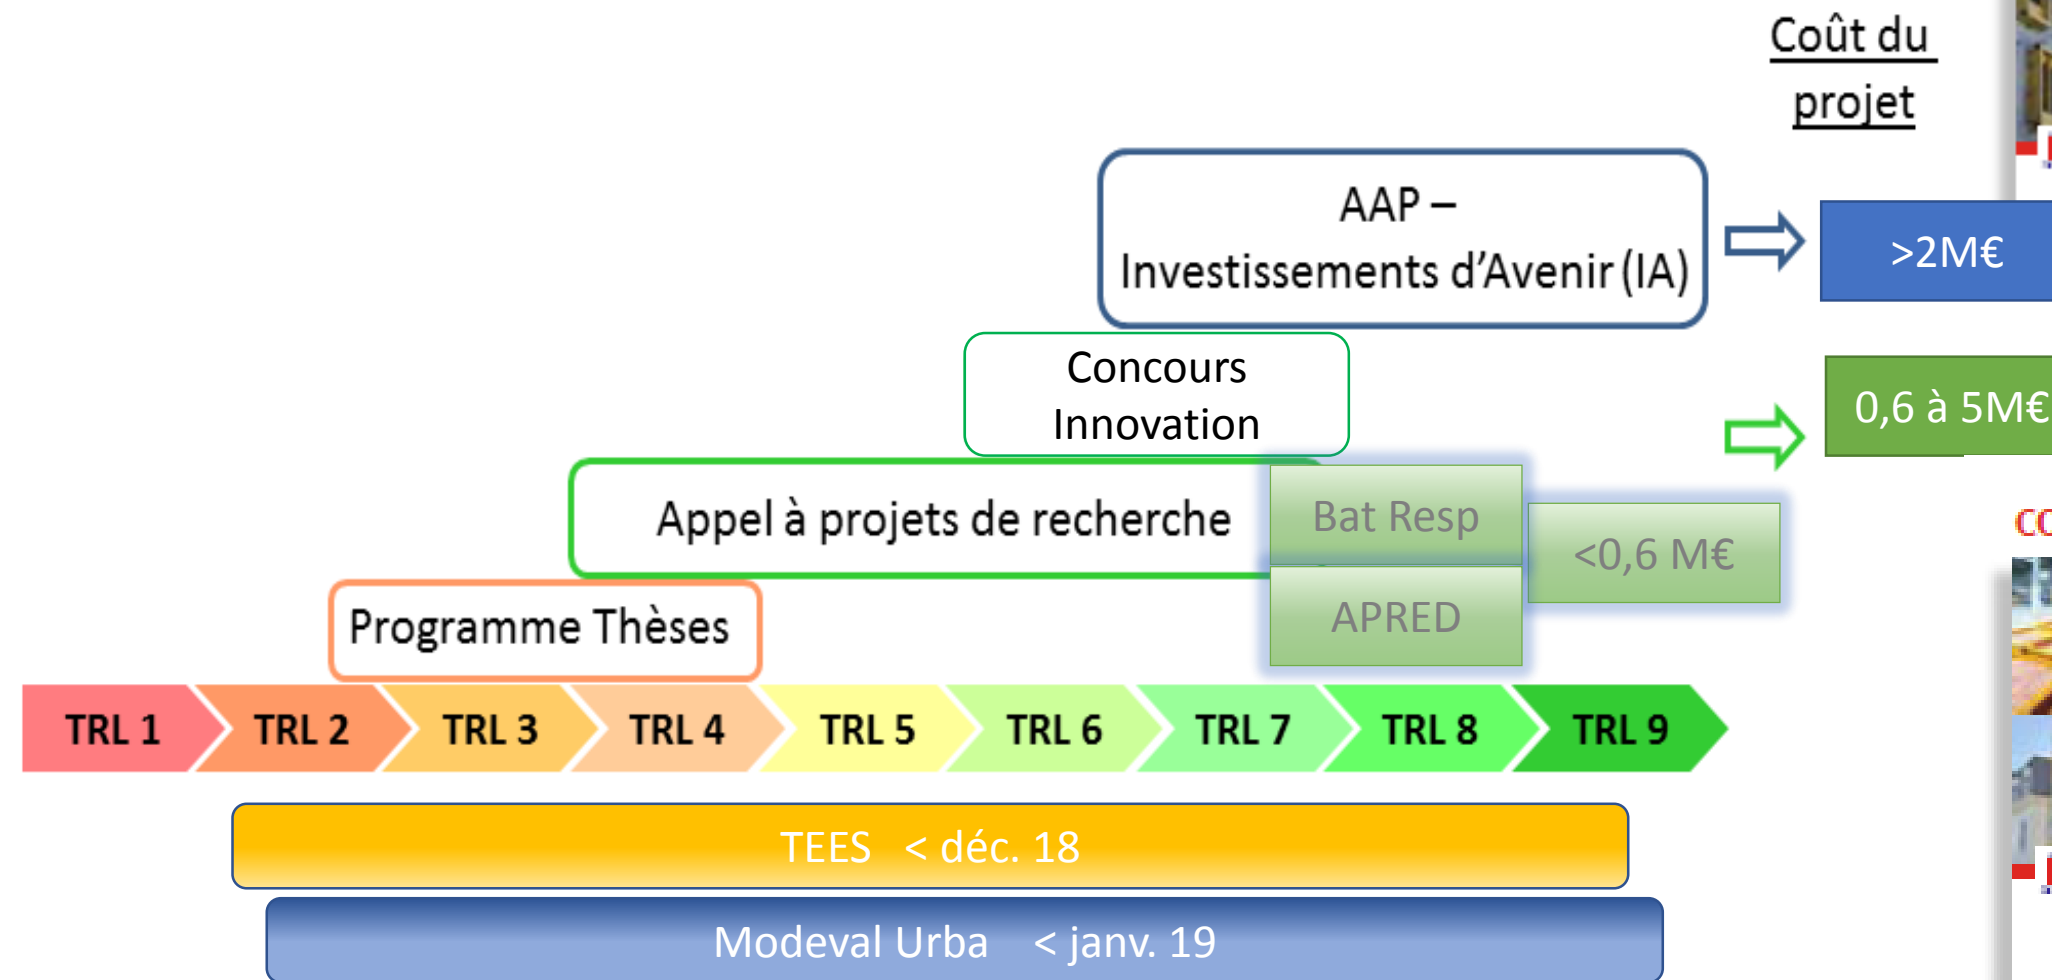 Coût du
projet
AAP –
Investissements d'Avenir (IA)
>2M€
Concours
Innovation
0,6 à 5M€
Appel à projets de recherche
Bat Resp
<0,6 M€
APRED
Programme Thèses
TRL 1
TRL 2
TRL 3
TRL 4
TRL 5
TRL 6
TRL 7
TRL 8
TRL 9
TEES < déc. 18
Modeval Urba < janv. 19